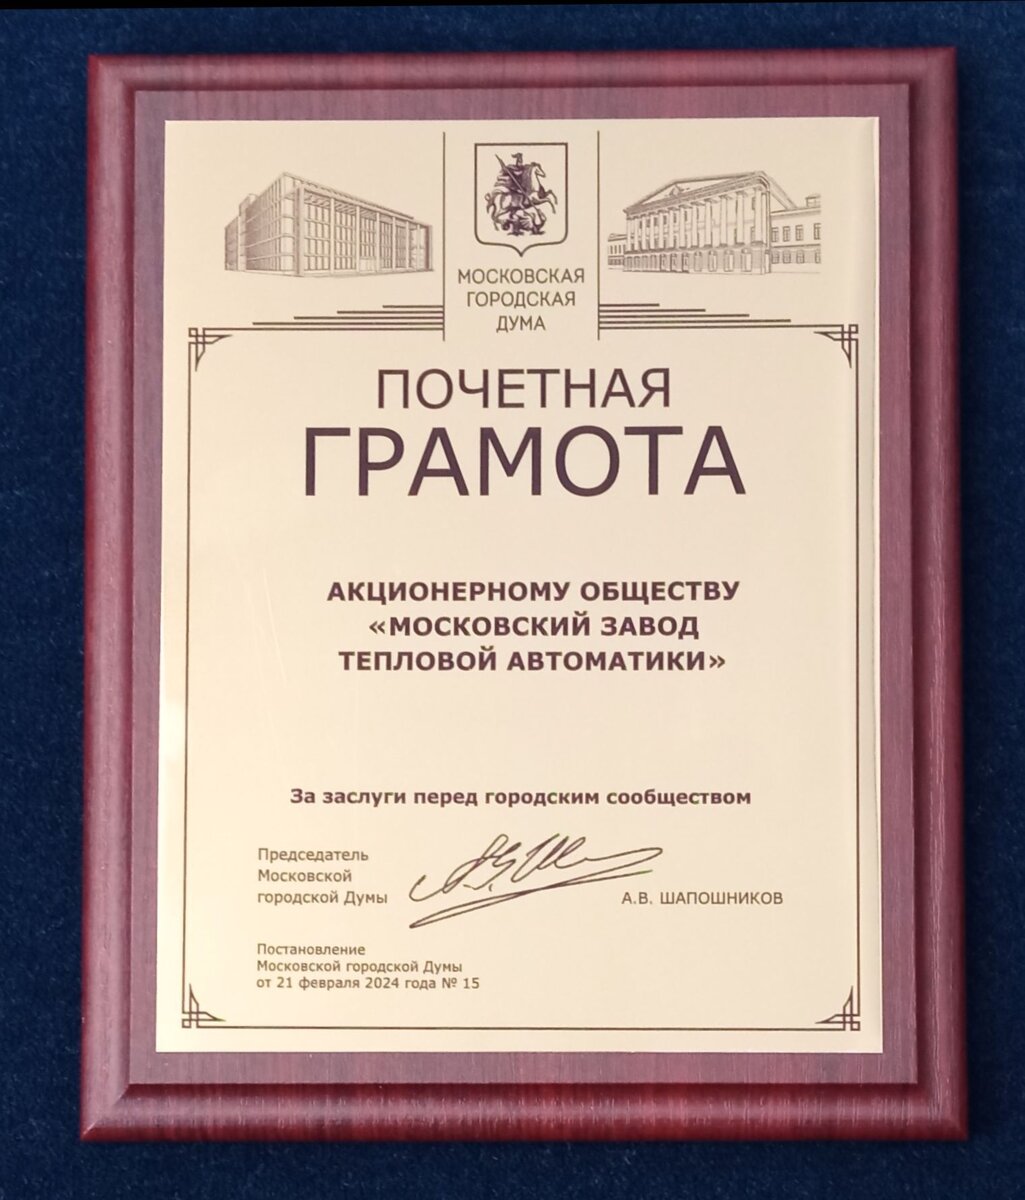 МОСКОВСКАЯ
ГОРОДСКАЯ
ДУМА
ПОЧЕТНАЯ
ГРАМОТА
АКЦИОНЕРНОМУ ОБЩЕСТВУ
«МОСКОВСКИЙ ЗАВОД
ТЕПЛОВОЙ АВТОМАТИКИ»
За заслуги перед городским сообществом
Председатель
Московской
городской Думы
А.В. ШАПОШНИКОВ
Постановление
Московской городской Думы
от 21 февраля 2024 года № 15